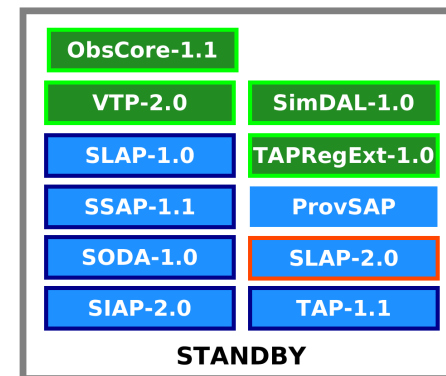 ObsCore-1.1
VTP-2.0 SimDAL-1.0
SLAP-1.0 TAPRegExt-1.0
SSAP-1.1 ProvSAP
SODA-1.0 SLAP-2.0
SIAP-2.0 TAP-1.1
STANDBY